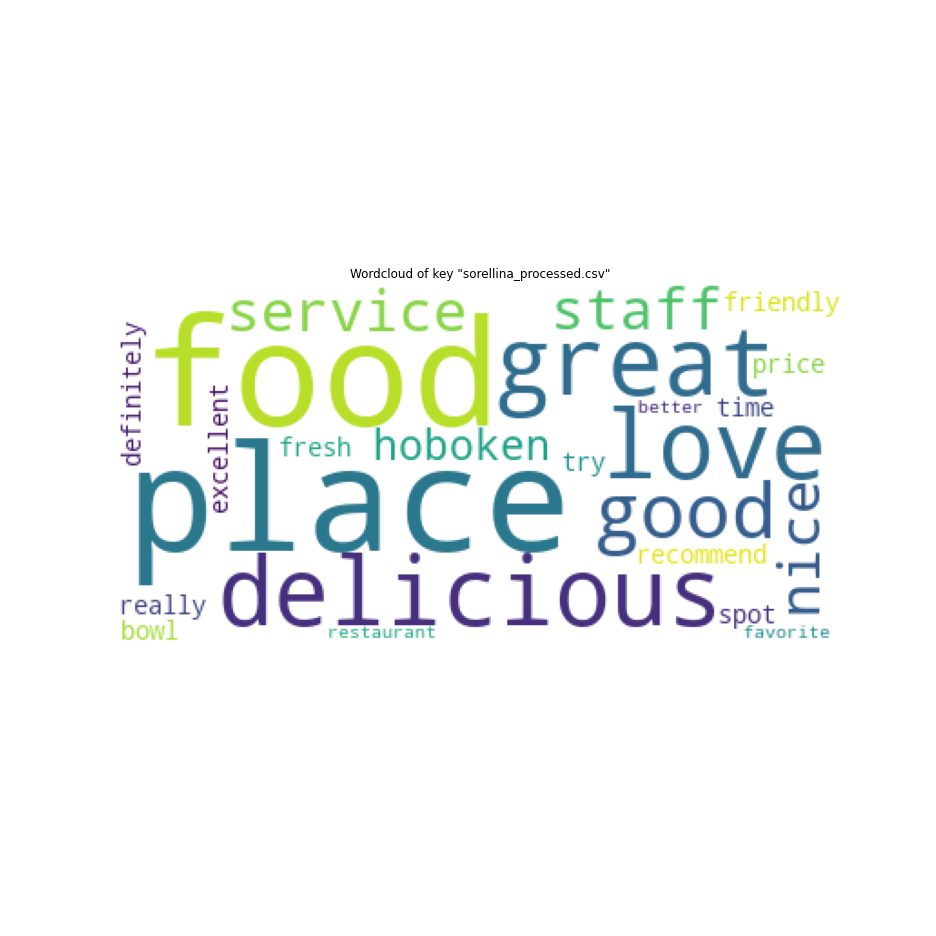 Wordcloud of key "sorellina_processed.csv"
service
staff
friendly
food
great
price
definitely
excellent
better
time
love
fresh
hoboken
try
place
good
nice
recommend
delicious
really
spot
bowl
restaurant
favorite